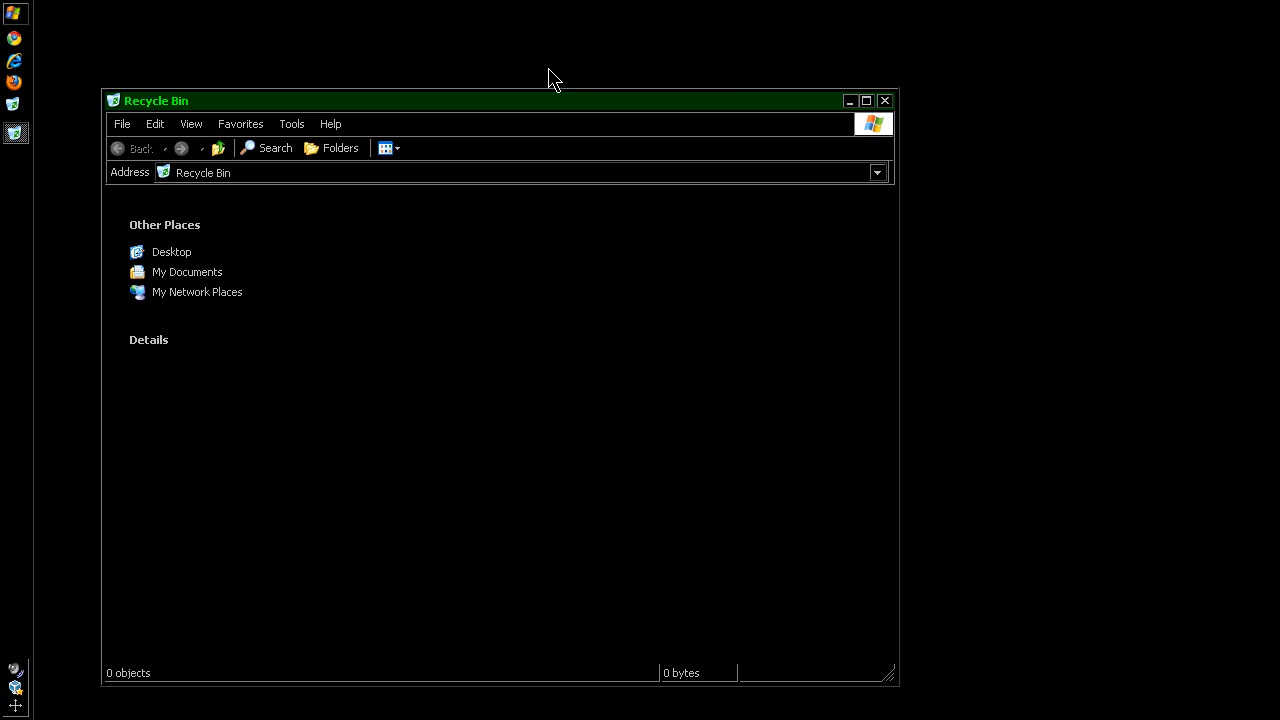 Recycle Bin
File Edit View Favorites Tools Help
Back Search Folders
Address Recycle Bin
Other Places
Desktop
My Documents
My Network Places
Details
0 objects 0 bytes